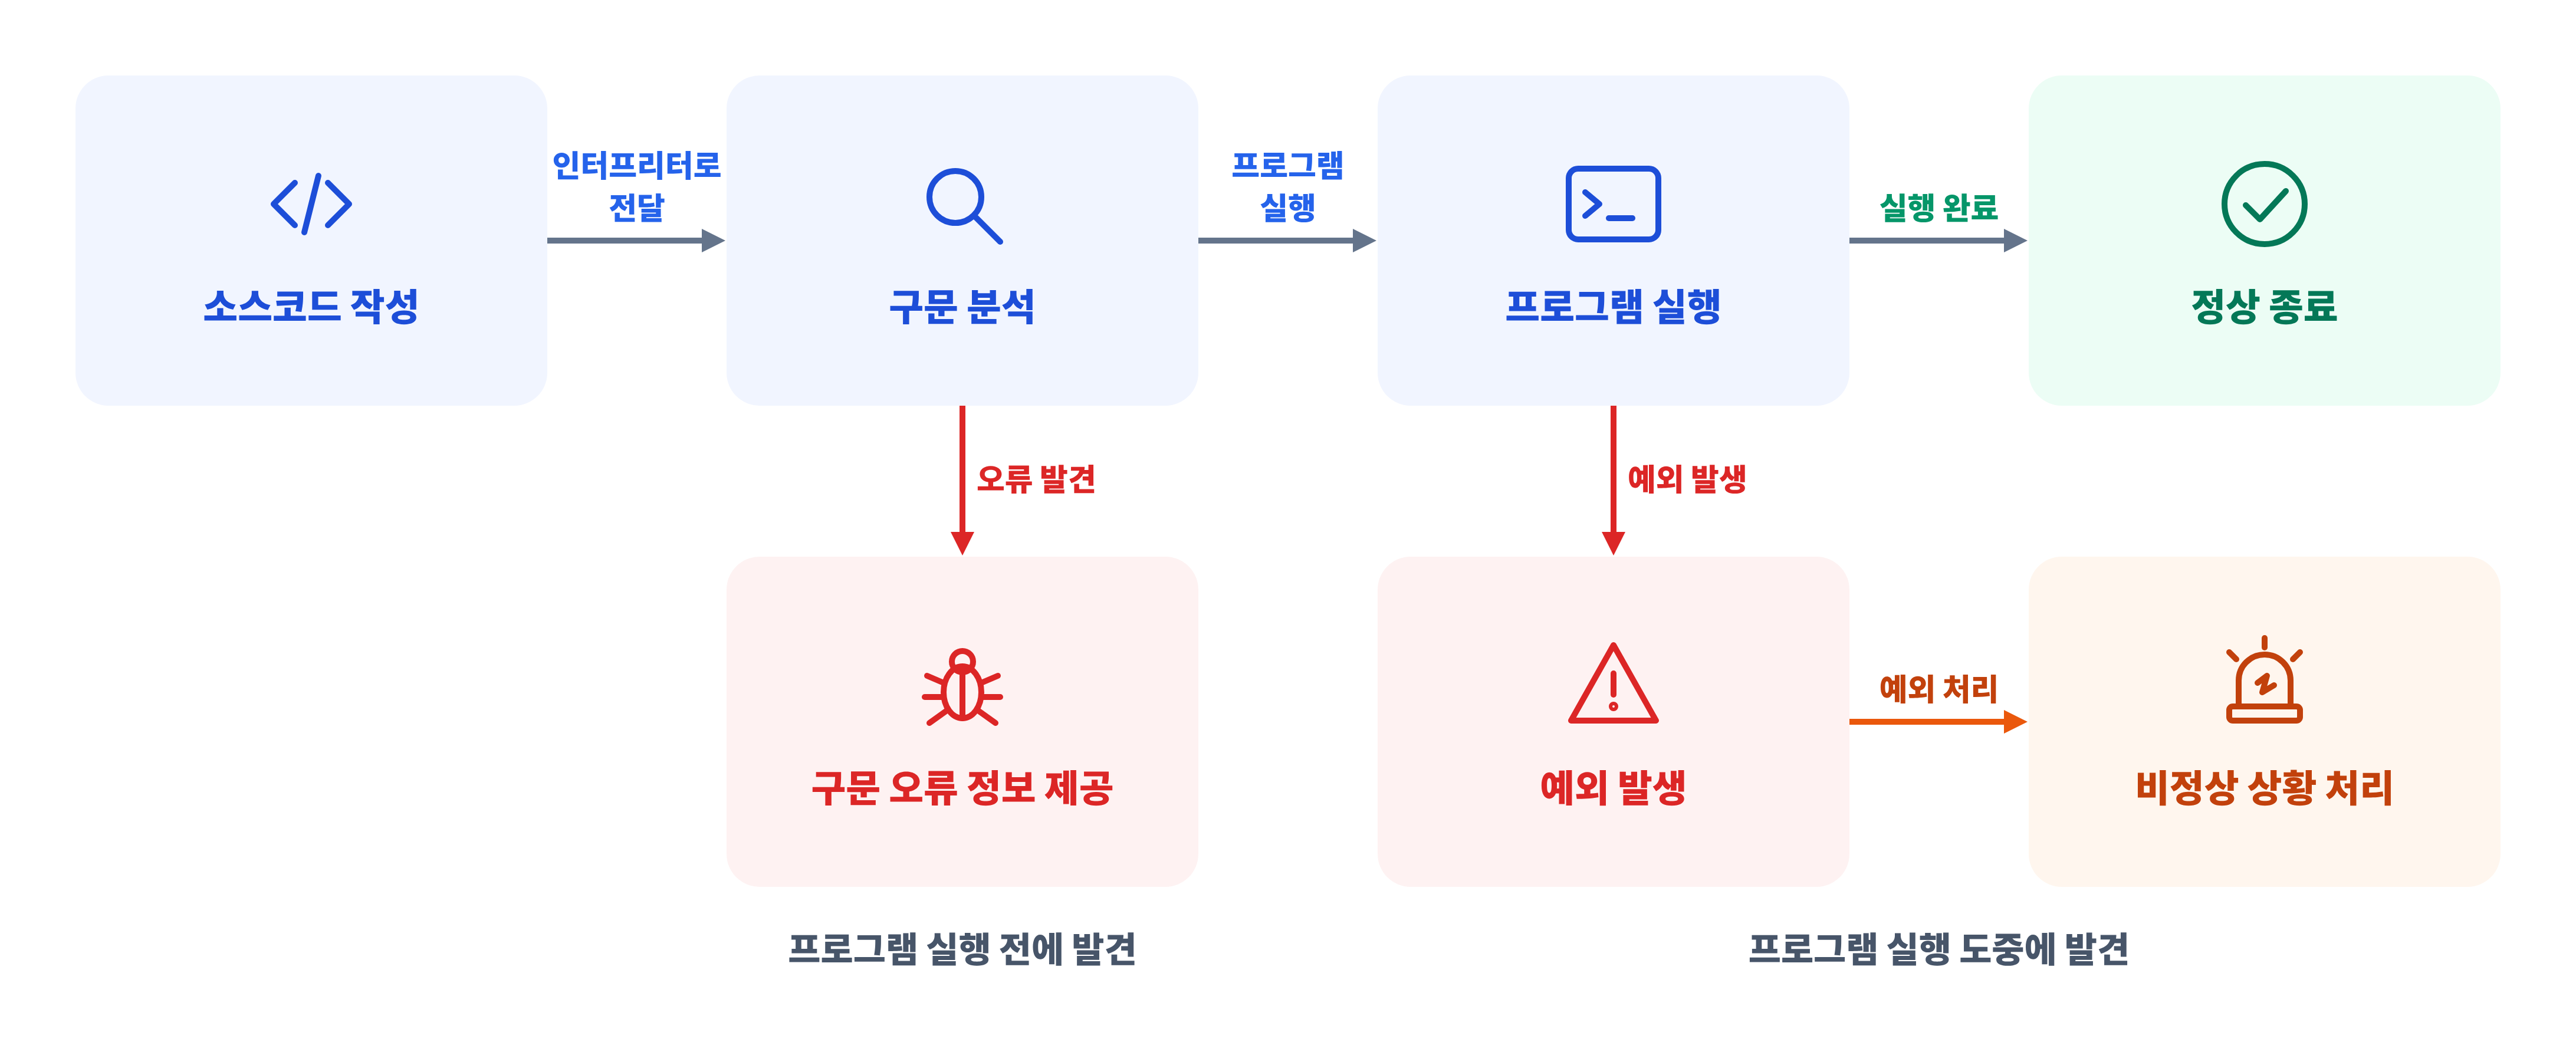 인터프리터로
전달
프로그램
실행
실행 완료
소스코드 작성
구문 분석
프로그램 실행
정상 종료
오류 발견
예외 발생
예외 처리
구문 오류 정보 제공
예외 발생
비정상 상황 처리
프로그램 실행 전에 발견
프로그램 실행 도중에 발견